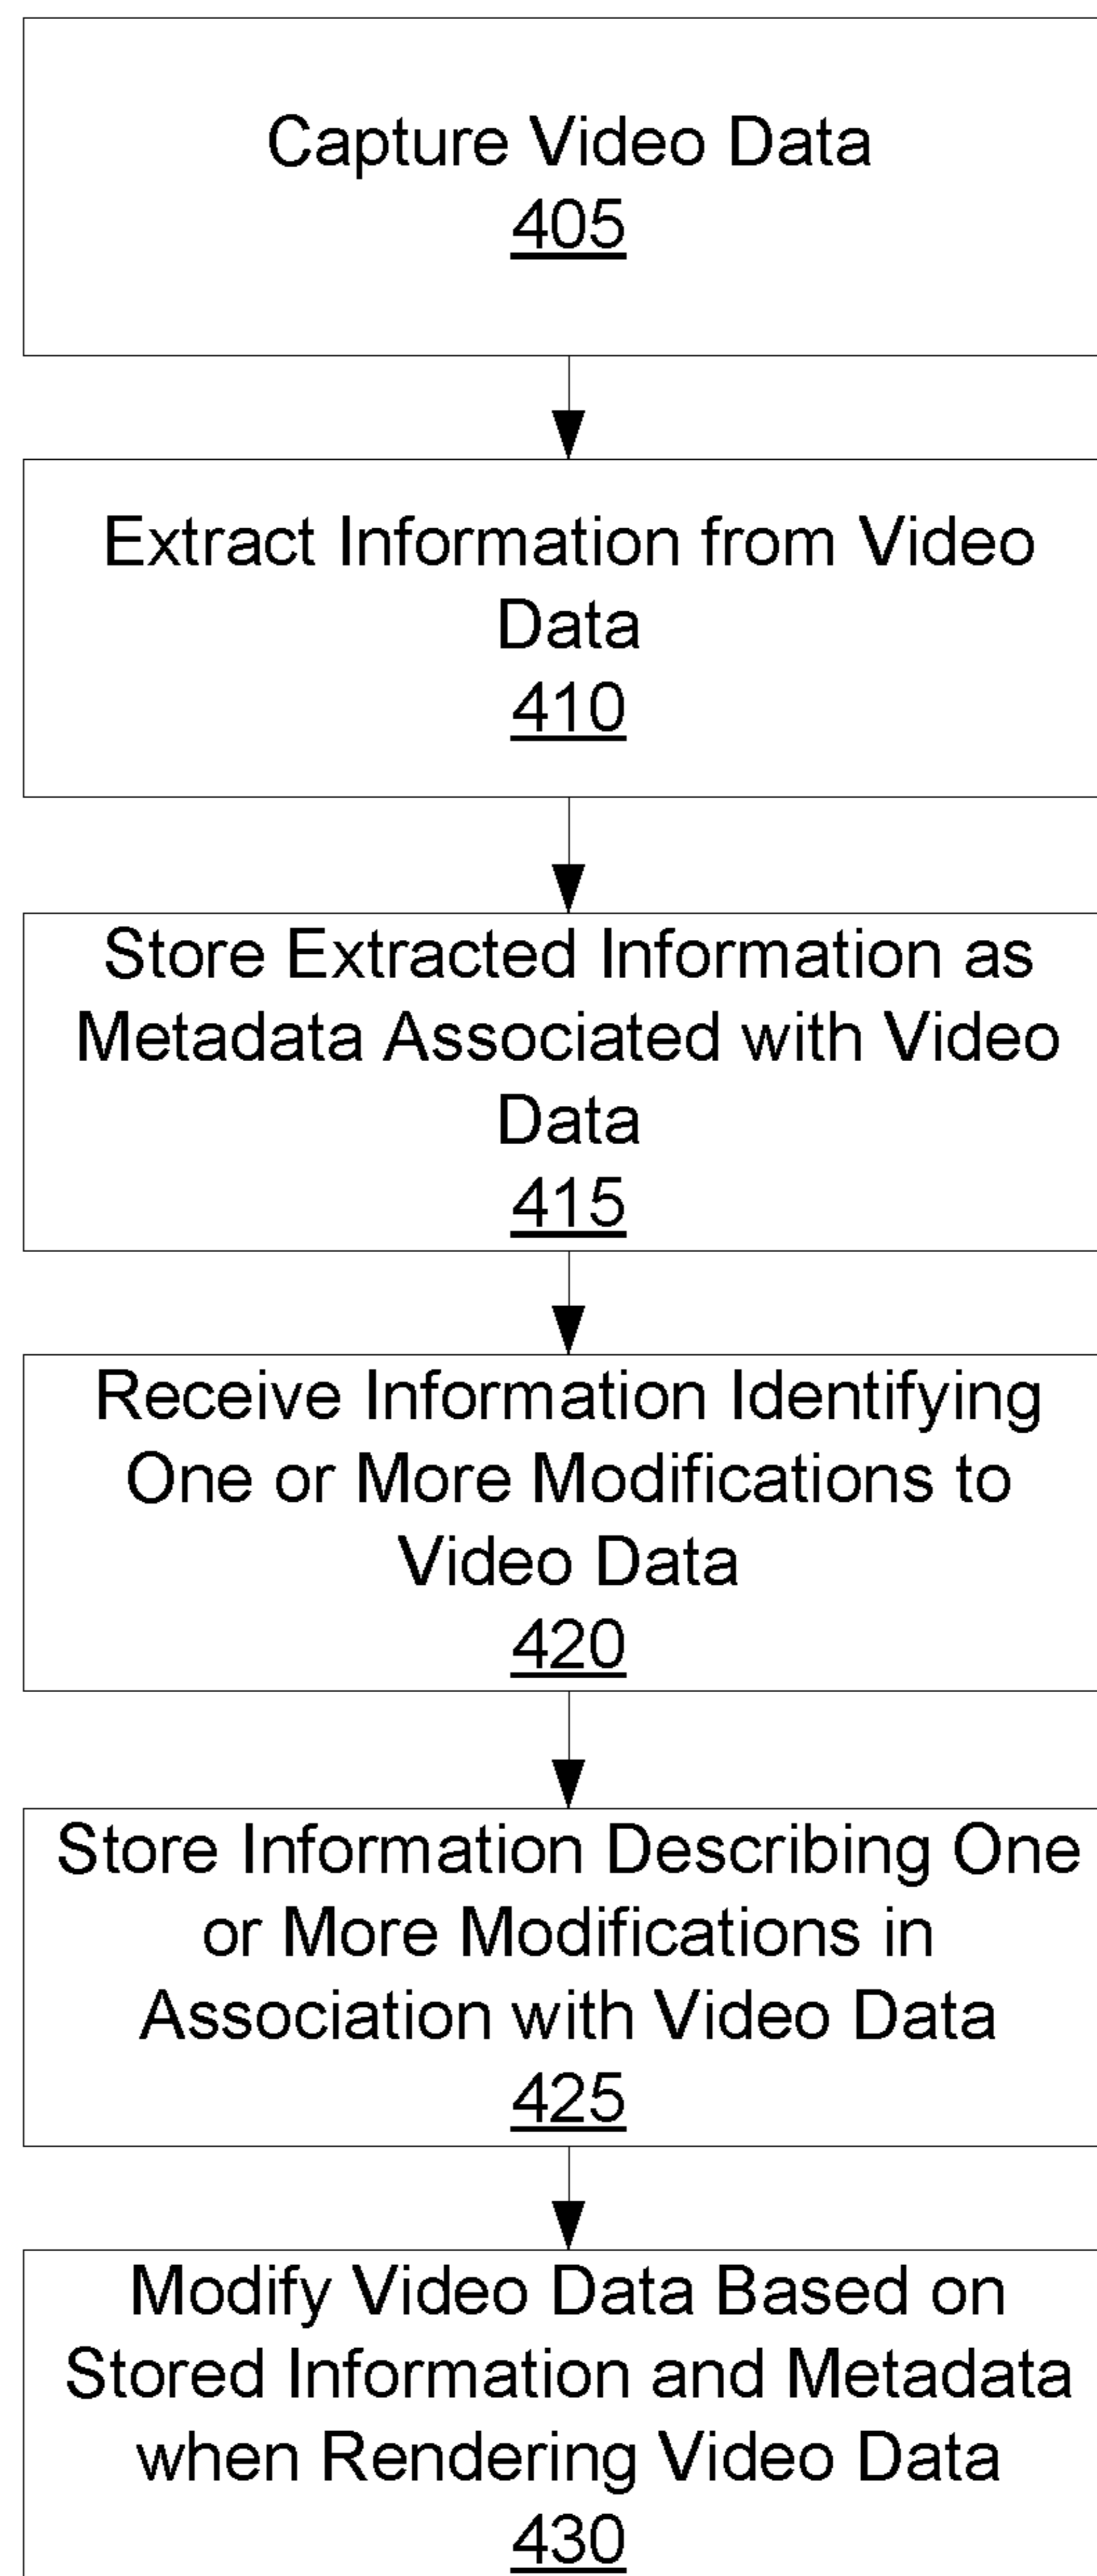 Capture Video Data
405
Extract Information from Video
Data
410
Store Extracted Information as
Metadata Associated with Video
Data
415
Receive Information Identifying
One or More Modifications to
Video Data
420
Store Information Describing One
or More Modifications in
Association with Video Data
425
Modify Video Data Based on
Stored Information and Metadata
when Rendering Video Data
430